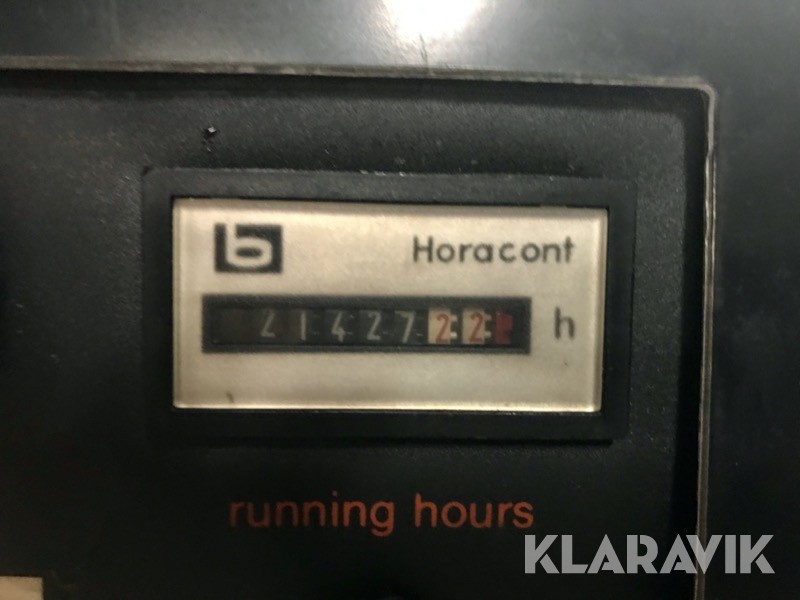 b Horacont
21427 22 h
running hours
KLARAVIK